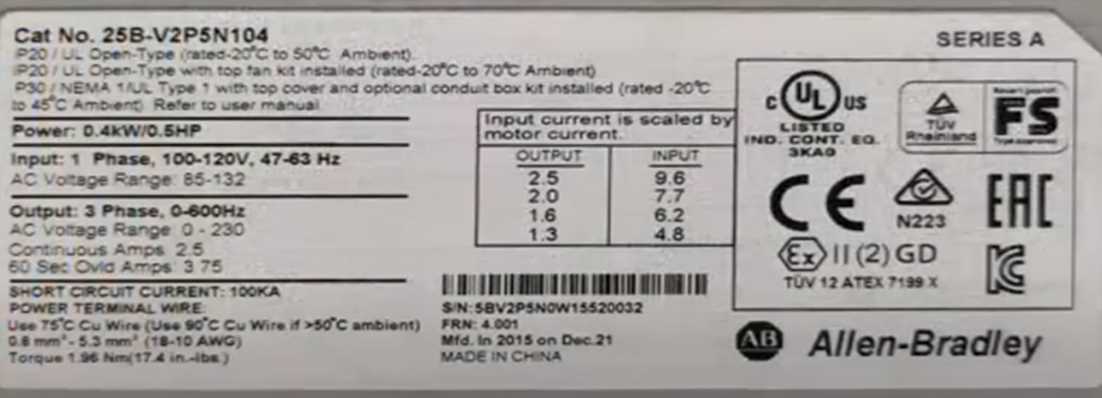 Cat No. 25B-V2P5N104
SERIES A
IP20 / UL Open-Type (rated-20°C to 50°C Ambient).
IP20 / UL Open-Type with top fan kit installed (rated-20°C to 70°C Ambient)
IP30 / NEMA 1/UL Type 1 with top cover and optional conduit box kit installed (rated -20°C
to 45°C Ambient). Refer to user manual
Power: 0.4kW/0.5HP
Input: 1 Phase, 100-120V, 47-63 Hz
AC Voltage Range: 85-132
Output: 3 Phase, 0-600Hz
AC Voltage Range: 0 - 230
Continuous Amps 2.5
60 Sec Ovld Amps 3.75
SHORT CIRCUIT CURRENT: 100KA
POWER TERMINAL WIRE:
Use 75°C Cu Wire (Use 90°C Cu Wire if >50°C ambient)
0.8 mm² - 5.3 mm² (18-10 AWG)
Torque 1.96 Nm(17.4 in.-lbs.)
Input current is scaled by
motor current.
OUTPUT INPUT
2.5 9.6
2.0 7.7
1.6 6.2
1.3 4.8
S/N: 5BV2P5N0W15520032
FRN: 4.001
Mfd. In 2015 on Dec.21
MADE IN CHINA
C UL US
LISTED
IND. CONT. EQ.
3KA9
TÜV
Rheinland
FS
CE
N223
EAC
Ex II (2) GD
TÜV 12 ATEX 7199 X
AB Allen-Bradley